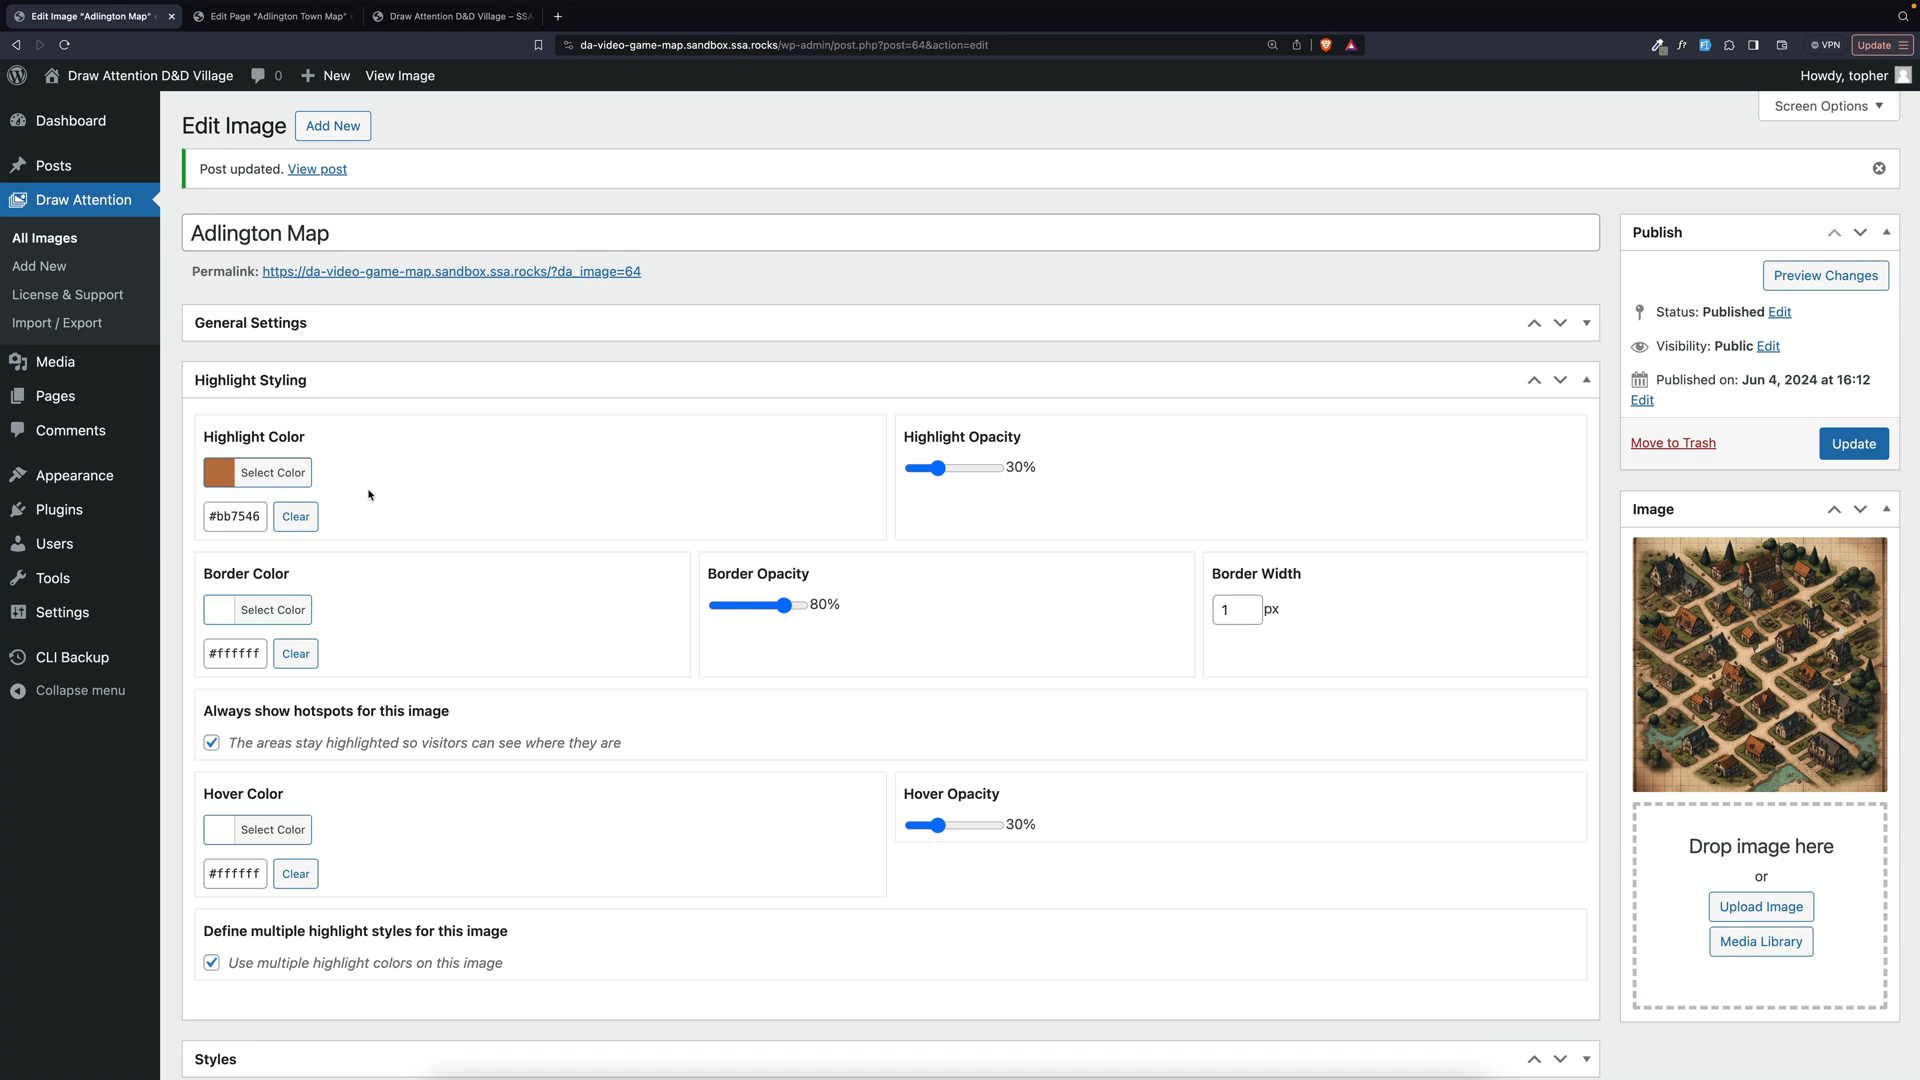 Edit Image "Adlington Map"
Edit Page "Adlington Town Map"
Draw Attention D&D Village – SSA
da-video-game-map.sandbox.ssa.rocks/wp-admin/post.php?post=64&action=edit
VPN
Update
Draw Attention D&D Village
0
New
View Image
Howdy, topher
Screen Options
Dashboard
Posts
Draw Attention
All Images
Add New
License & Support
Import / Export
Media
Pages
Comments
Appearance
Plugins
Users
Tools
Settings
CLI Backup
Collapse menu
Edit Image
Add New
Post updated. View post
Adlington Map
Permalink: https://da-video-game-map.sandbox.ssa.rocks/?da_image=64
General Settings
Highlight Styling
Highlight Color
Select Color
#bb7546
Clear
Highlight Opacity
30%
Border Color
Select Color
#ffffff
Clear
Border Opacity
80%
Border Width
1 px
Always show hotspots for this image
The areas stay highlighted so visitors can see where they are
Hover Color
Select Color
#ffffff
Clear
Hover Opacity
30%
Define multiple highlight styles for this image
Use multiple highlight colors on this image
Styles
Publish
Preview Changes
Status: Published Edit
Visibility: Public Edit
Published on: Jun 4, 2024 at 16:12
Edit
Move to Trash
Update
Image
Drop image here
or
Upload Image
Media Library